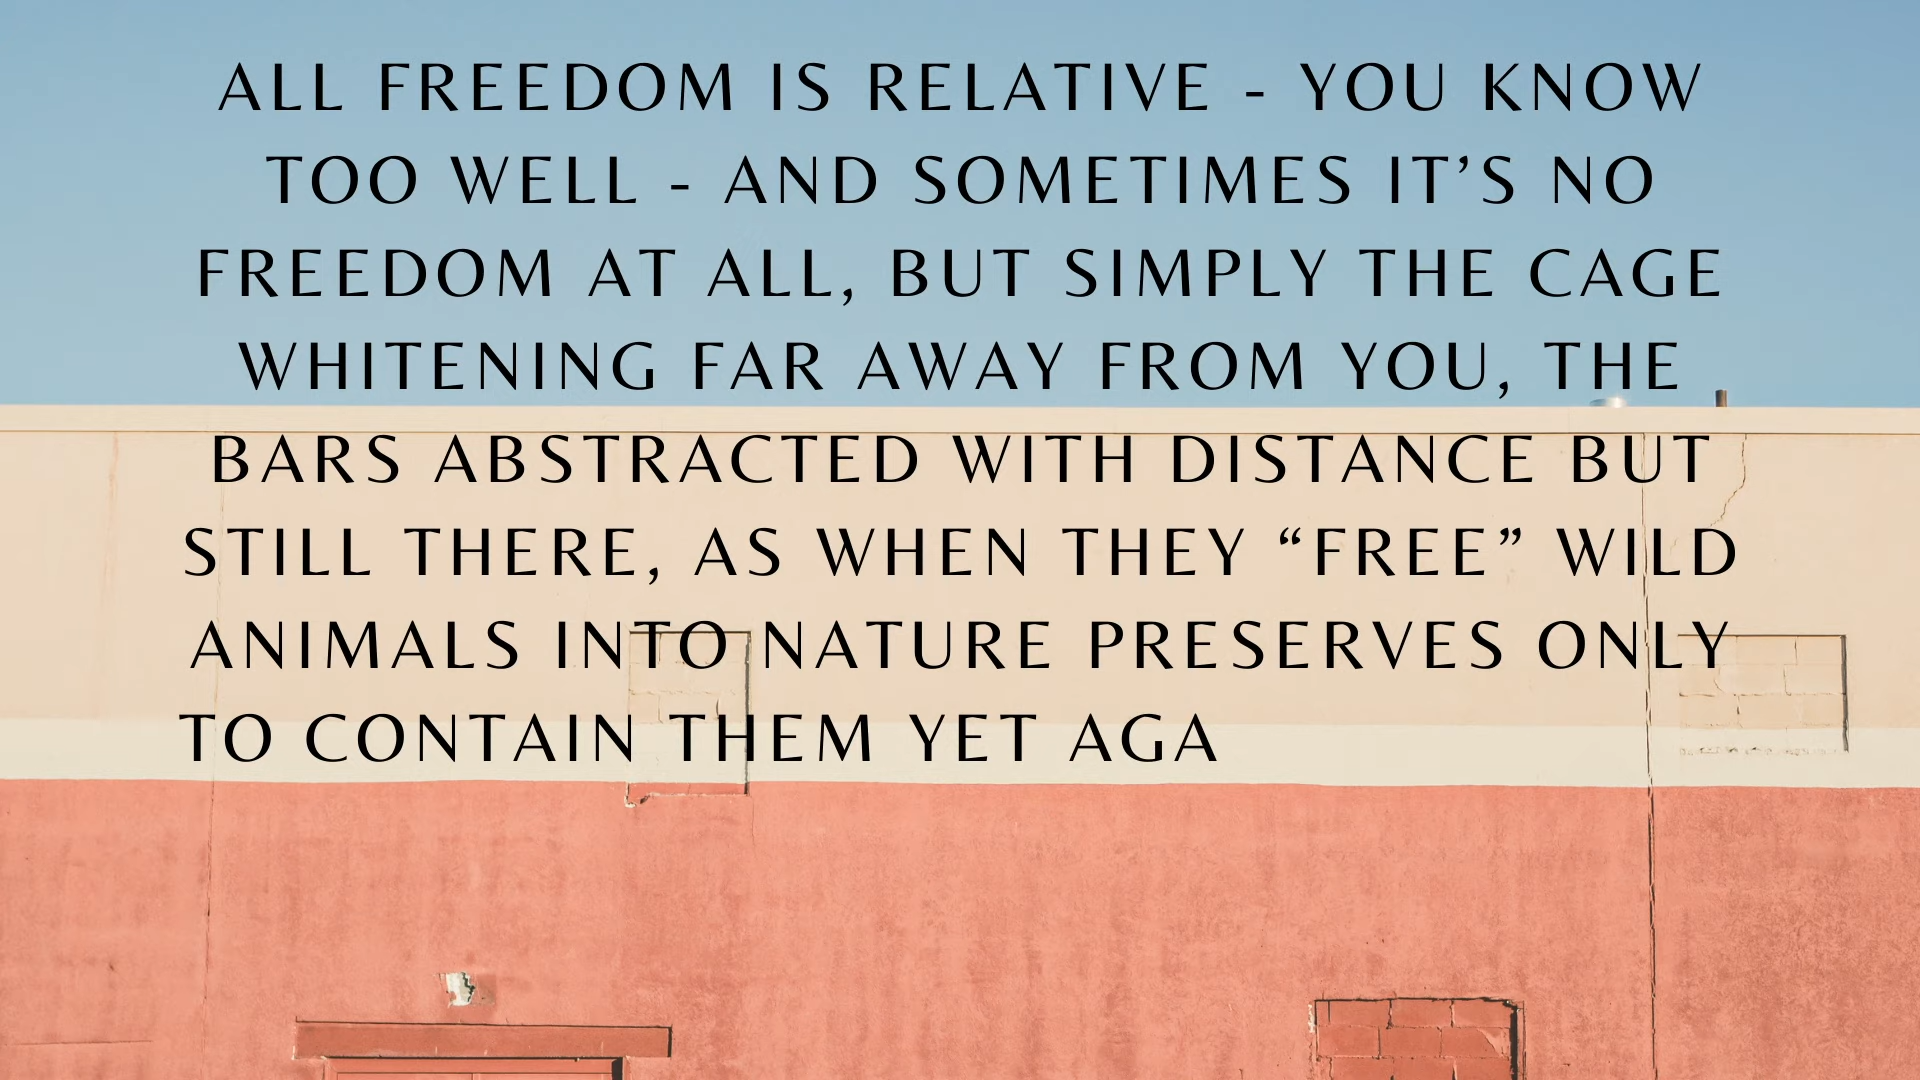 ALL FREEDOM IS RELATIVE - YOU KNOW
TOO WELL - AND SOMETIMES IT’S NO
FREEDOM AT ALL, BUT SIMPLY THE CAGE
WHITENING FAR AWAY FROM YOU, THE
BARS ABSTRACTED WITH DISTANCE BUT
STILL THERE, AS WHEN THEY “FREE” WILD
ANIMALS INTO NATURE PRESERVES ONLY
TO CONTAIN THEM YET AGA